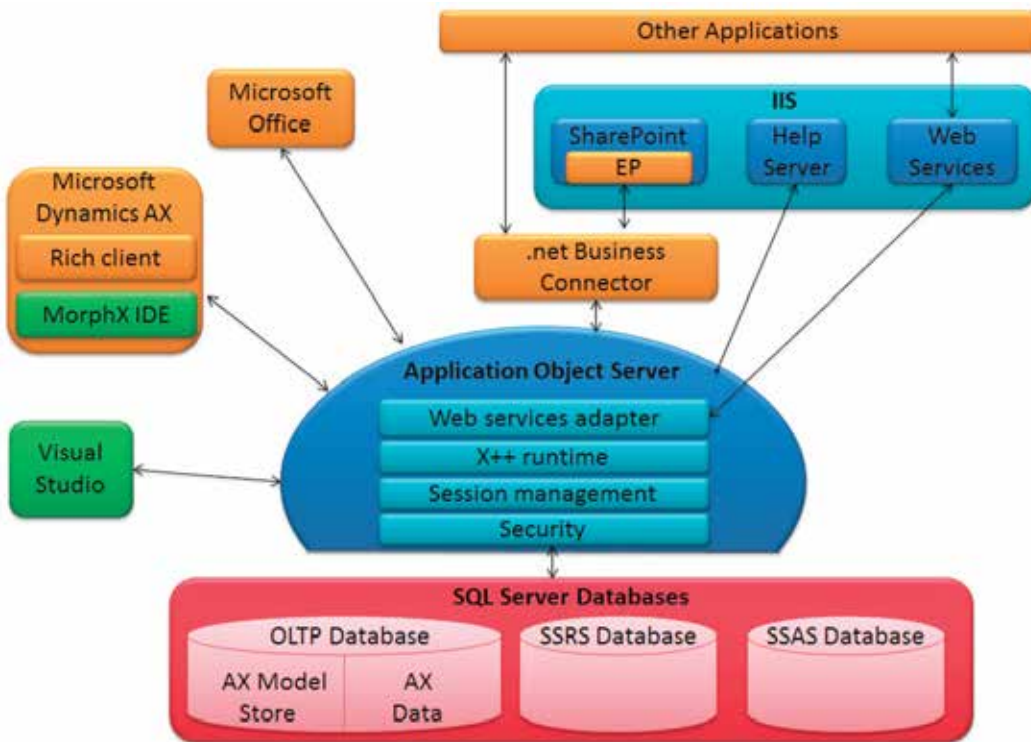 Other Applications
Microsoft
Office
IIS
SharePoint
EP
Help
Server
Web
Services
Microsoft
Dynamics AX
Rich client
MorphX IDE
.net Business
Connector
Application Object Server
Web services adapter
X++ runtime
Session management
Security
Visual
Studio
SQL Server Databases
OLTP Database
AX Model
Store
AX
Data
SSRS Database
SSAS Database